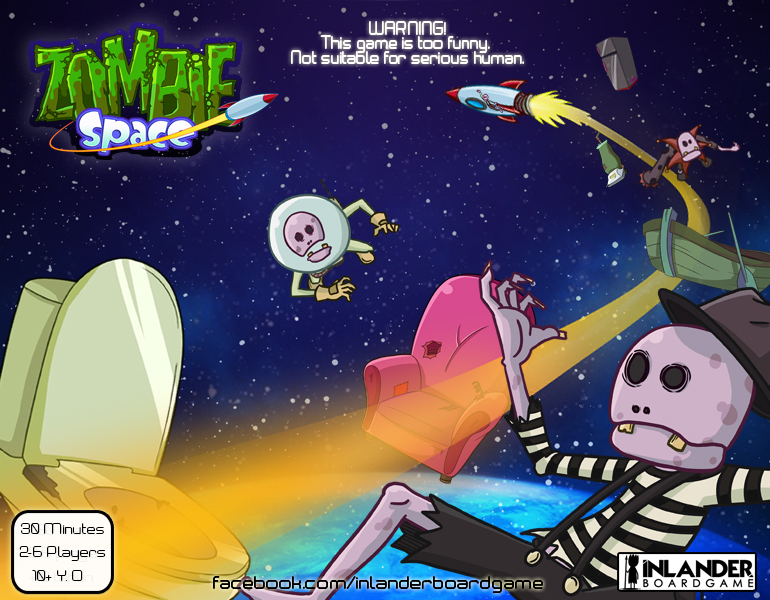 ZOMBIE
Space
WARNING!
This game is too funny.
Not suitable for serious human.
30 Minutes
2-6 Players
10+ Y. O
facebook.com/inlanderboardgame
INLANDER
BOARDGAME